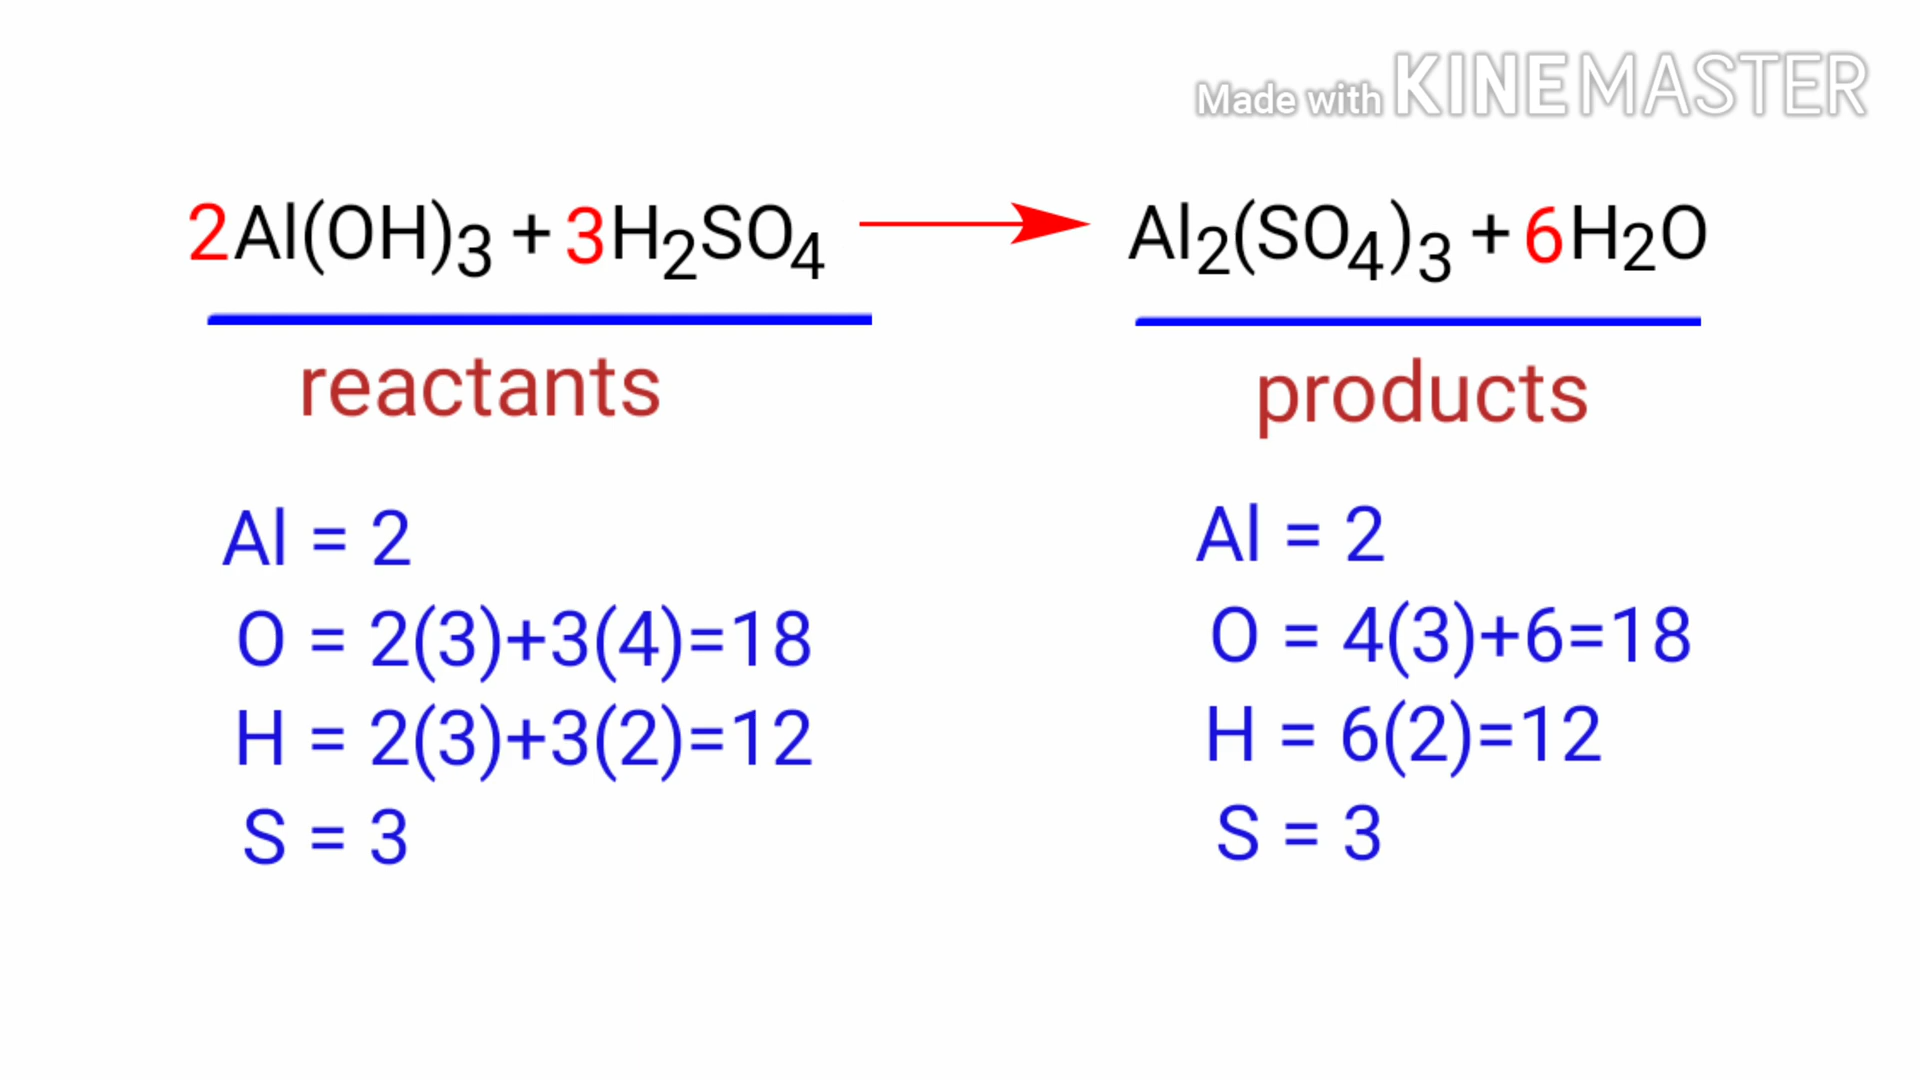 Made with KINEMASTER
2Al(OH)3 + 3H2SO4 ⟶ Al2(SO4)3 + 6H2O
reactants products
Al = 2 Al = 2
O = 2(3)+3(4)=18 O = 4(3)+6=18
H = 2(3)+3(2)=12 H = 6(2)=12
S = 3 S = 3